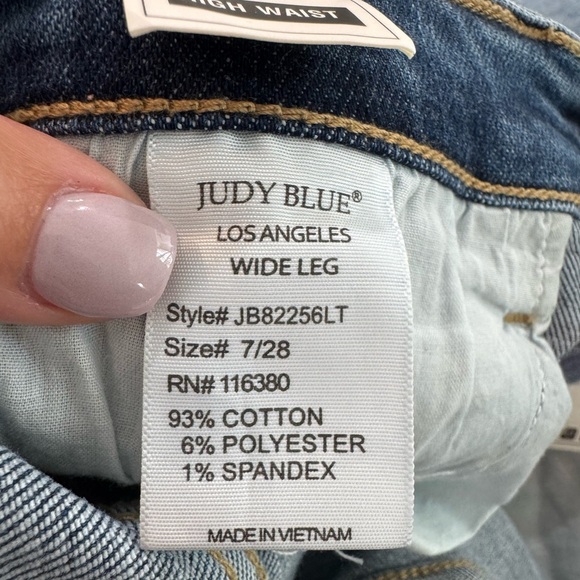 HIGH WAIST
JUDY BLUE®
LOS ANGELES
WIDE LEG
Style# JB82256LT
Size# 7/28
RN# 116380
93% COTTON
6% POLYESTER
1% SPANDEX
MADE IN VIETNAM